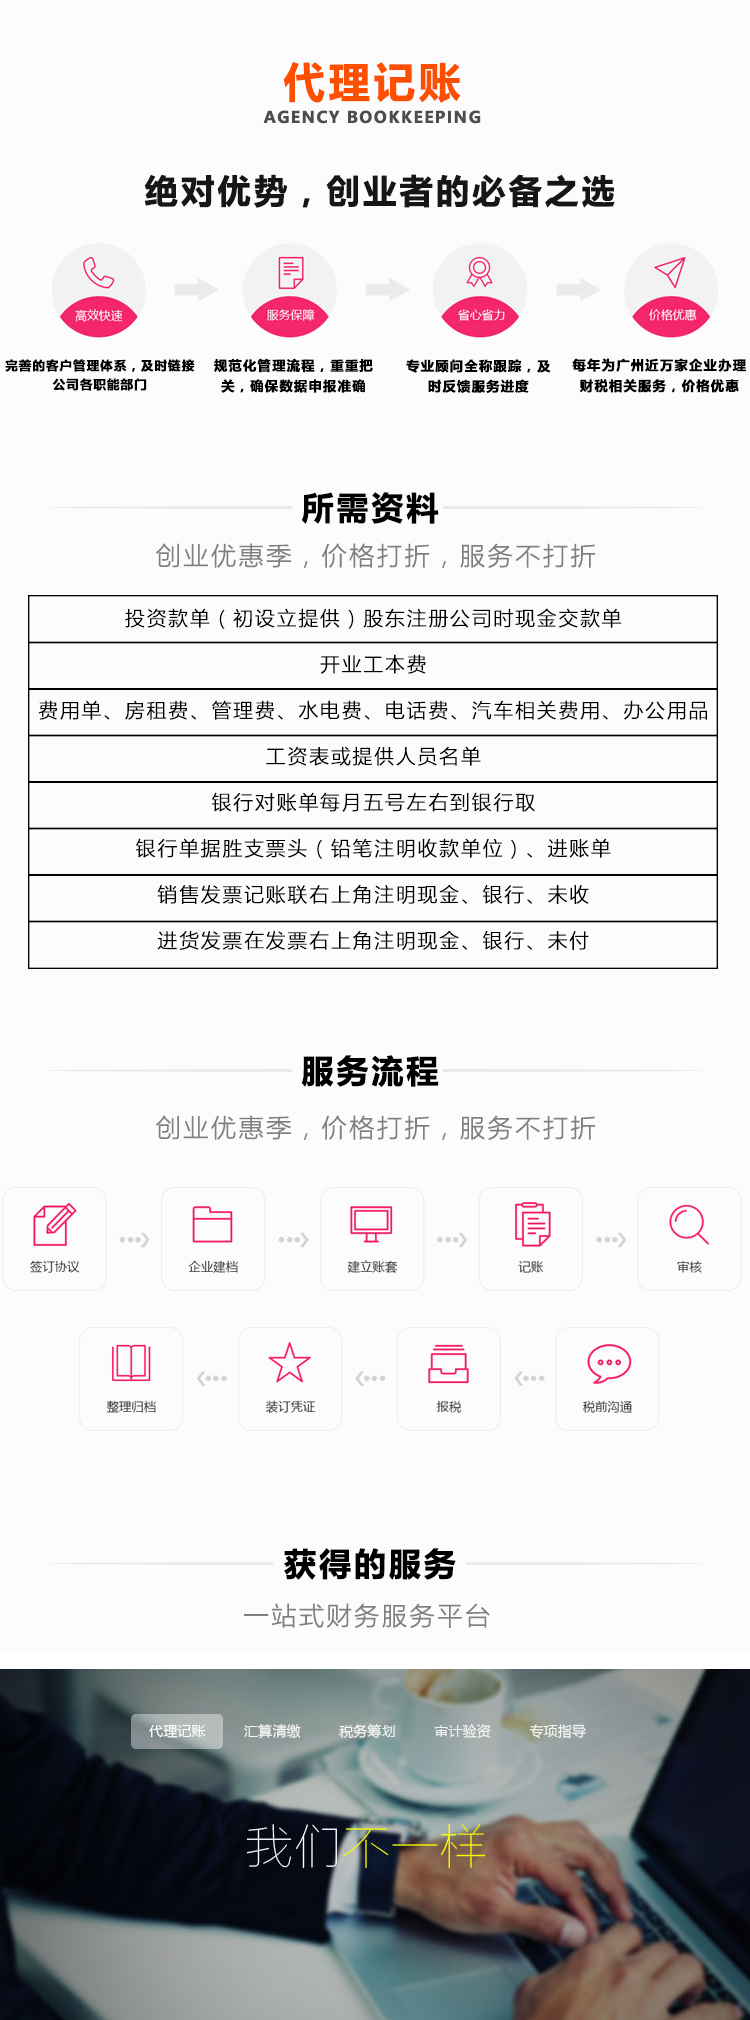 代理记账
AGENCY BOOKKEEPING
绝对优势，创业者的必备之选
高效快速
服务保障
省心省力
价格优惠
完善的客户管理体系，及时链接
公司各职能部门
规范化管理流程，重重把
关，确保数据申报准确
专业顾问全称跟踪，及
时反馈服务进度
每年为广州近万家企业办理
财税相关服务，价格优惠
所需资料
创业优惠季，价格打折，服务不打折
投资款单（初设立提供）股东注册公司时现金交款单
开业工本费
费用单、房租费、管理费、水电费、电话费、汽车相关费用、办公用品
工资表或提供人员名单
银行对账单每月五号左右到银行取
银行单据胜支票头（铅笔注明收款单位）、进账单
销售发票记账联右上角注明现金、银行、未收
进货发票在发票右上角注明现金、银行、未付
服务流程
创业优惠季，价格打折，服务不打折
签订协议
企业建档
建立账套
记账
审核
整理归档
装订凭证
报税
税前沟通
获得的服务
一站式财务服务平台
代理记账
汇算清缴
税务筹划
审计验资
专项指导
我们不一样